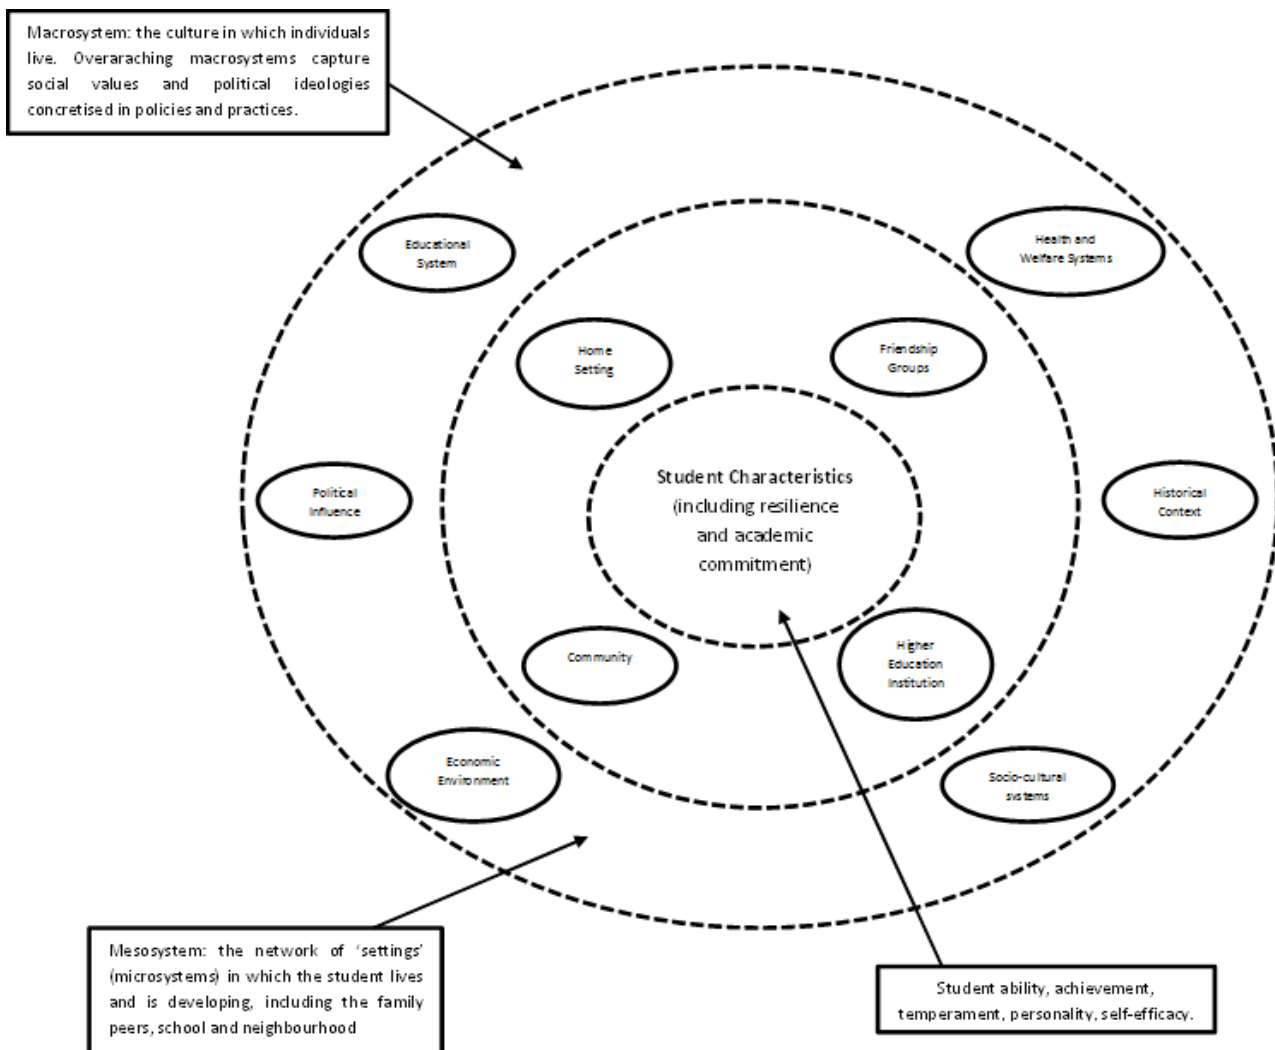 Macrosystem: the culture in which individuals
live. Overaraching macrosystems capture
social values and political ideologies
concretised in policies and practices.
Educational
System
Health and
Welfare Systems
Home
Setting
Friendship
Groups
Student Characteristics
(including resilience
and academic
commitment)
Political
Influence
Historical
Context
Community
Higher
Education
Institution
Economic
Environment
Socio-cultural
systems
Mesosystem: the network of ‘settings’
(microsystems) in which the student lives
and is developing, including the family
peers, school and neighbourhood
Student ability, achievement,
temperament, personality, self-efficacy.